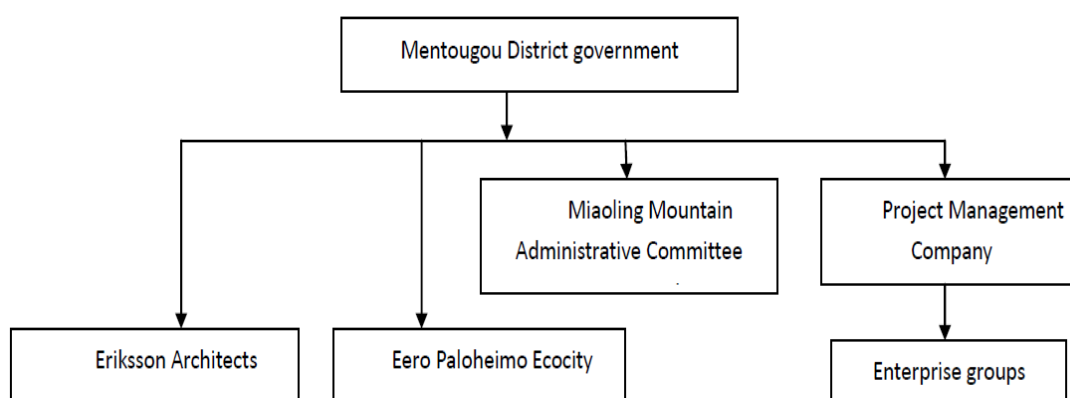 Mentougou District government
Miaoling Mountain
Administrative Committee
Project Management
Company
Eriksson Architects
Eero Paloheimo Ecocity
Enterprise groups